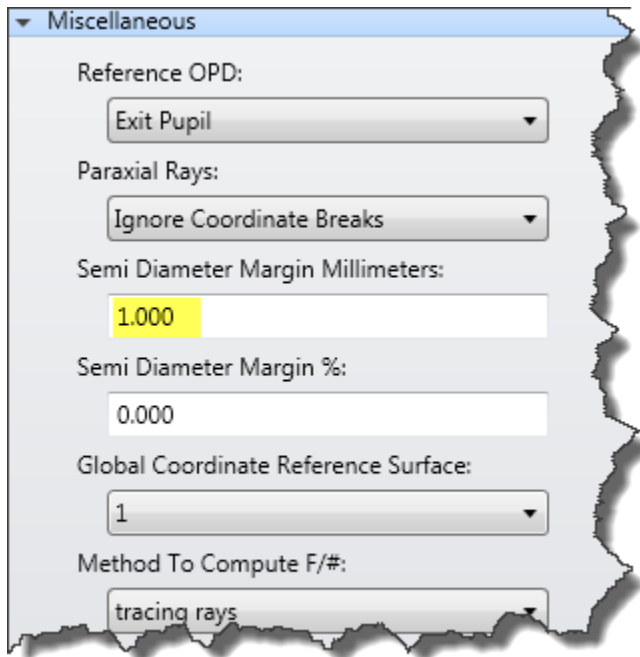 Miscellaneous
Reference OPD:
Exit Pupil
Paraxial Rays:
Ignore Coordinate Breaks
Semi Diameter Margin Millimeters:
1.000
Semi Diameter Margin %:
0.000
Global Coordinate Reference Surface:
1
Method To Compute F/#:
tracing rays